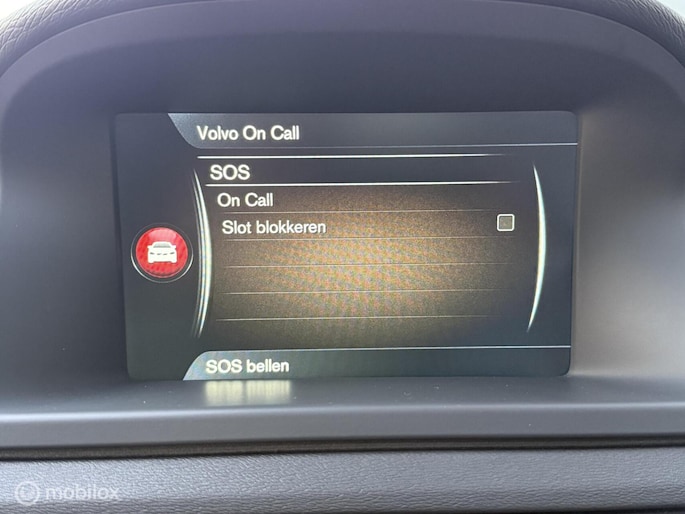 Volvo On Call
SOS
On Call
Slot blokkeren
SOS bellen
mobilox